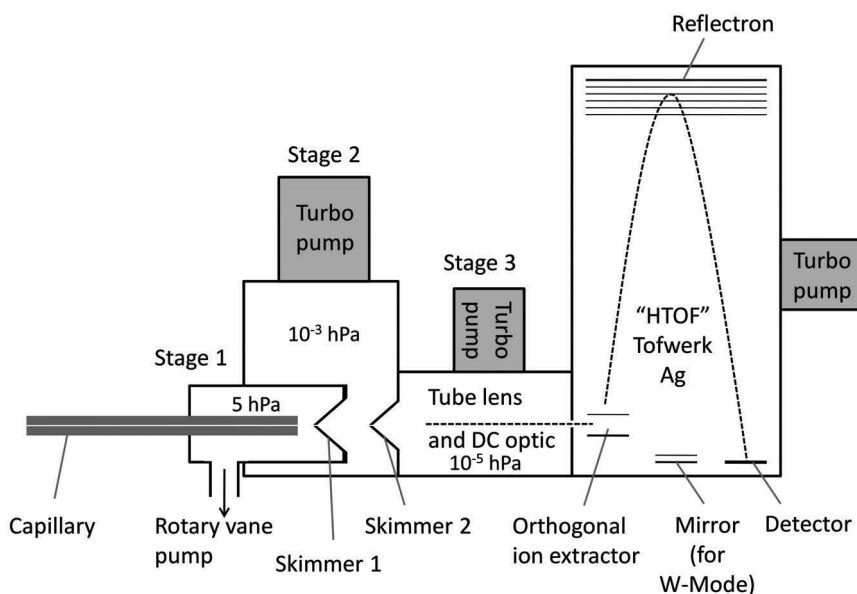 Reflectron
Stage 2
Turbo
pump
Stage 3
Turbo
pump
Turbo
pump
10-3 hPa
“HTOF”
Tofwerk
Ag
Stage 1
5 hPa
Tube lens
and DC optic
10-5 hPa
Capillary
Rotary vane
pump
Skimmer 1
Skimmer 2
Orthogonal
ion extractor
Mirror
(for
W-Mode)
Detector